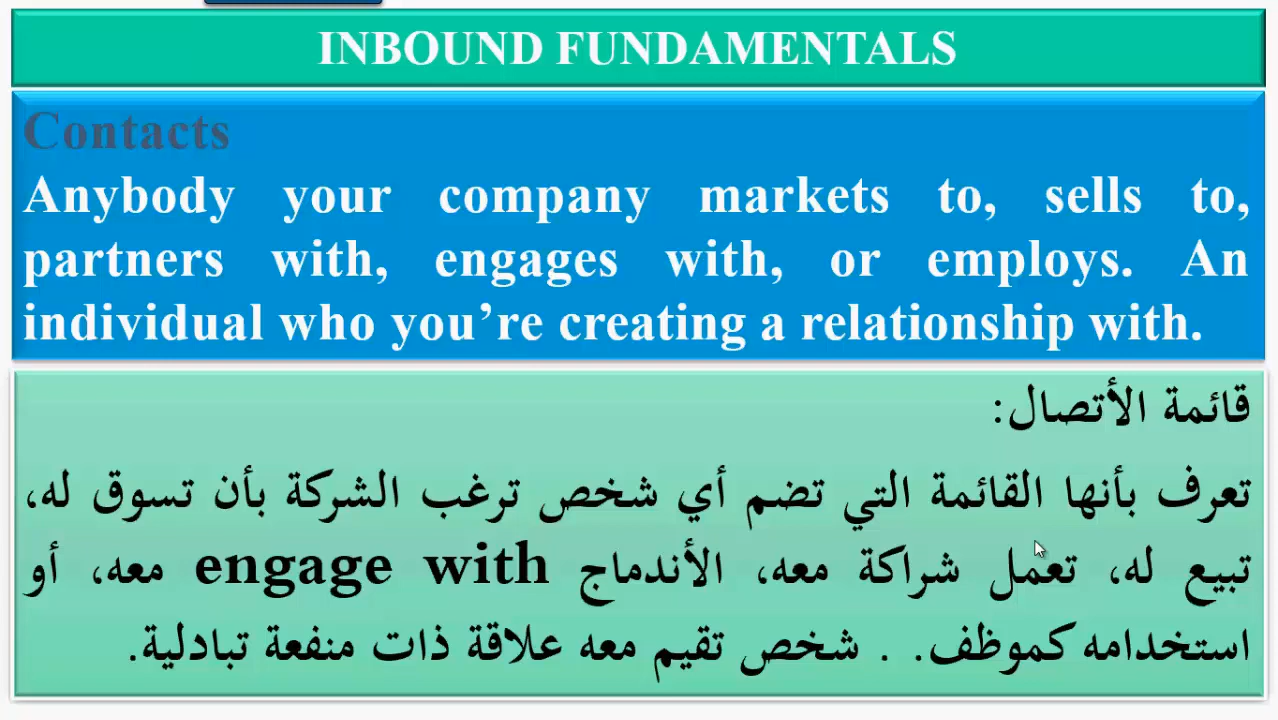 INBOUND FUNDAMENTALS
Contacts
Anybody your company markets to, sells to,
partners with, engages with, or employs. An
individual who you’re creating a relationship with.
قائمة الأتصال:
تعرف بأنها القائمة التي تضم أي شخص ترغب الشركة بأن تسوق له،
تبيع له، تعمل شراكة معه، الأندماج engage with معه، أو
استخدامه كموظف. . شخص تقيم معه علاقة ذات منفعة تبادلية.